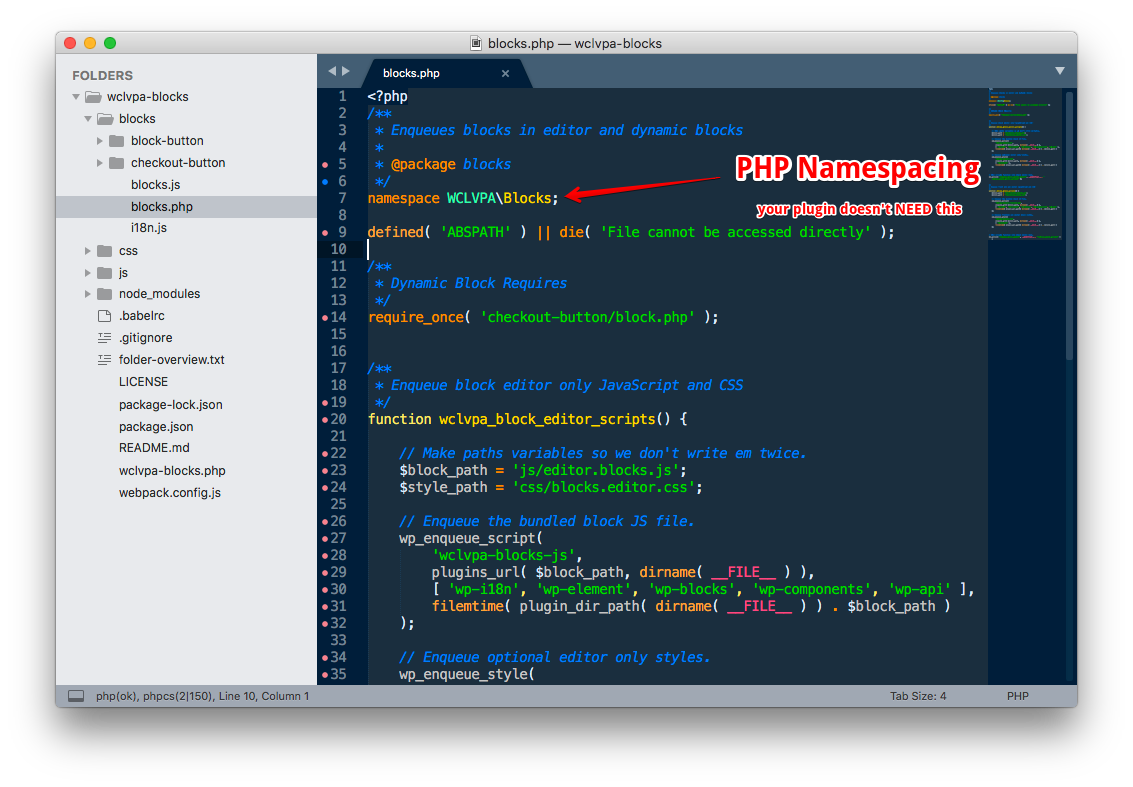 blocks.php — wclvpa-blocks
FOLDERS
wclvpa-blocks
blocks
block-button
checkout-button
blocks.js
blocks.php
i18n.js
css
js
node_modules
.babelrc
.gitignore
folder-overview.txt
LICENSE
package-lock.json
package.json
README.md
wclvpa-blocks.php
webpack.config.js
blocks.php ×
1 <?php
2 /**
3  * Enqueues blocks in editor and dynamic blocks
4  *
5  * @package blocks
6  */
7 namespace WCLVPA\Blocks;
8
9 defined( 'ABSPATH' ) || die( 'File cannot be accessed directly' );
10
11 /**
12  * Dynamic Block Requires
13  */
14 require_once( 'checkout-button/block.php' );
15
16
17 /**
18  * Enqueue block editor only JavaScript and CSS
19  */
20 function wclvpa_block_editor_scripts() {
21
22     // Make paths variables so we don't write em twice.
23     $block_path = 'js/editor.blocks.js';
24     $style_path = 'css/blocks.editor.css';
25
26     // Enqueue the bundled block JS file.
27     wp_enqueue_script(
28         'wclvpa-blocks-js',
29         plugins_url( $block_path, dirname( __FILE__ ) ),
30         [ 'wp-i18n', 'wp-element', 'wp-blocks', 'wp-components', 'wp-api' ],
31         filemtime( plugin_dir_path( dirname( __FILE__ ) ) . $block_path )
32     );
33
34     // Enqueue optional editor only styles.
35     wp_enqueue_style(
PHP Namespacing
your plugin doesn't NEED this
php(ok), phpcs(2|150), Line 10, Column 1
Tab Size: 4
PHP